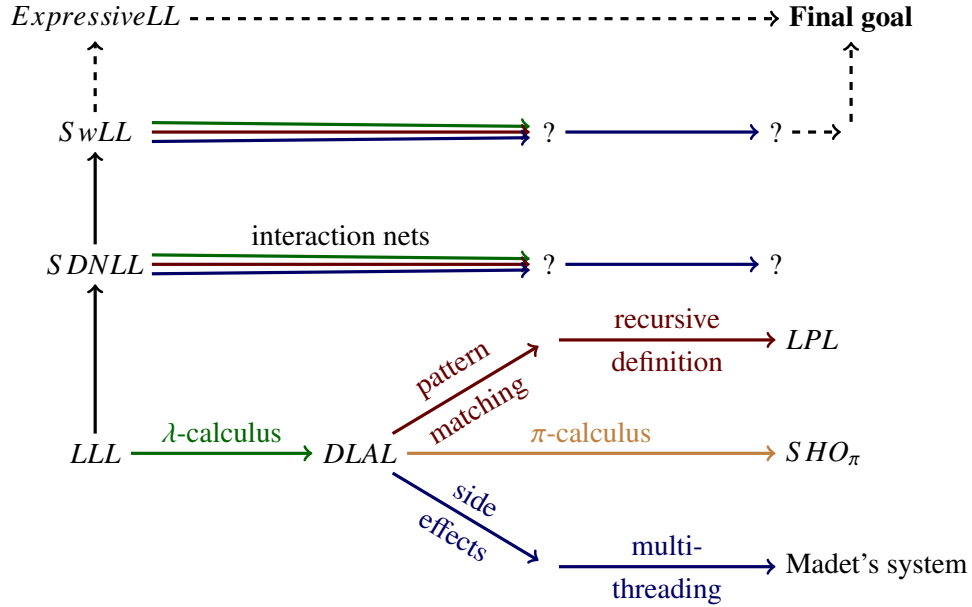 ExpressiveLL
Final goal
SwLL
?
?
interaction nets
SDNLL
?
?
pattern
matching
recursive
definition
LPL
LLL
λ-calculus
DLAL
π-calculus
SHOπ
side
effects
multi-
threading
Madet's system